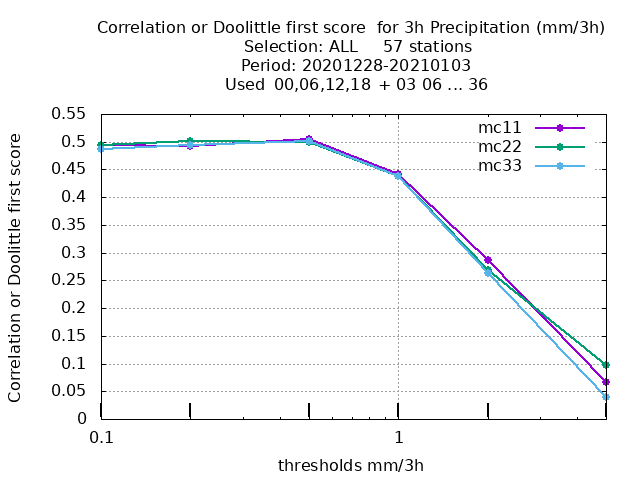 Correlation or Doolittle first score  for 3h Precipitation (mm/3h)
Selection: ALL     57 stations
Period: 20201228-20210103
Used  00,06,12,18  + 03 06 ... 36
Correlation or Doolittle first score
0.55
0.5
0.45
0.4
0.35
0.3
0.25
0.2
0.15
0.1
0.05
0
mc11
mc22
mc33
0.1
1
thresholds mm/3h